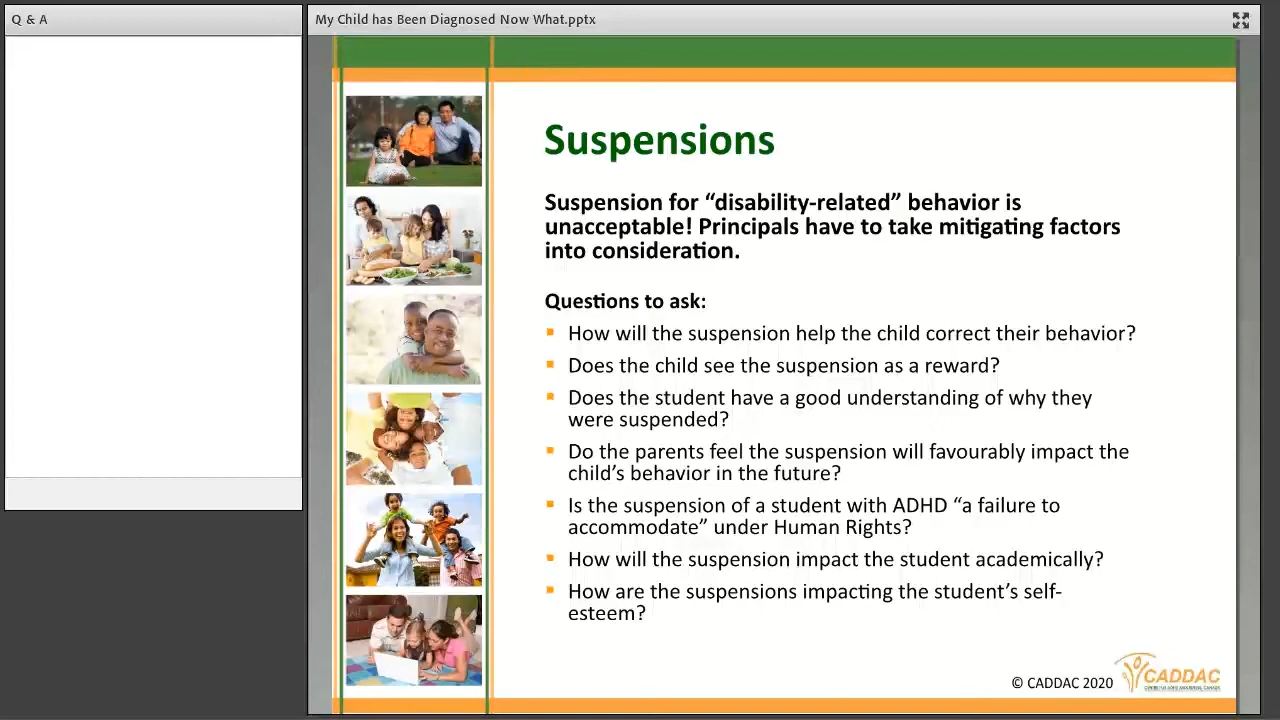 Q & A
My Child has Been Diagnosed Now What.pptx
Suspensions
Suspension for “disability-related” behavior is
unacceptable! Principals have to take mitigating factors
into consideration.
Questions to ask:
▪ How will the suspension help the child correct their behavior?
▪ Does the child see the suspension as a reward?
▪ Does the student have a good understanding of why they
were suspended?
▪ Do the parents feel the suspension will favourably impact the
child’s behavior in the future?
▪ Is the suspension of a student with ADHD “a failure to
accommodate” under Human Rights?
▪ How will the suspension impact the student academically?
▪ How are the suspensions impacting the student’s self-
esteem?
© CADDAC 2020
CADDAC